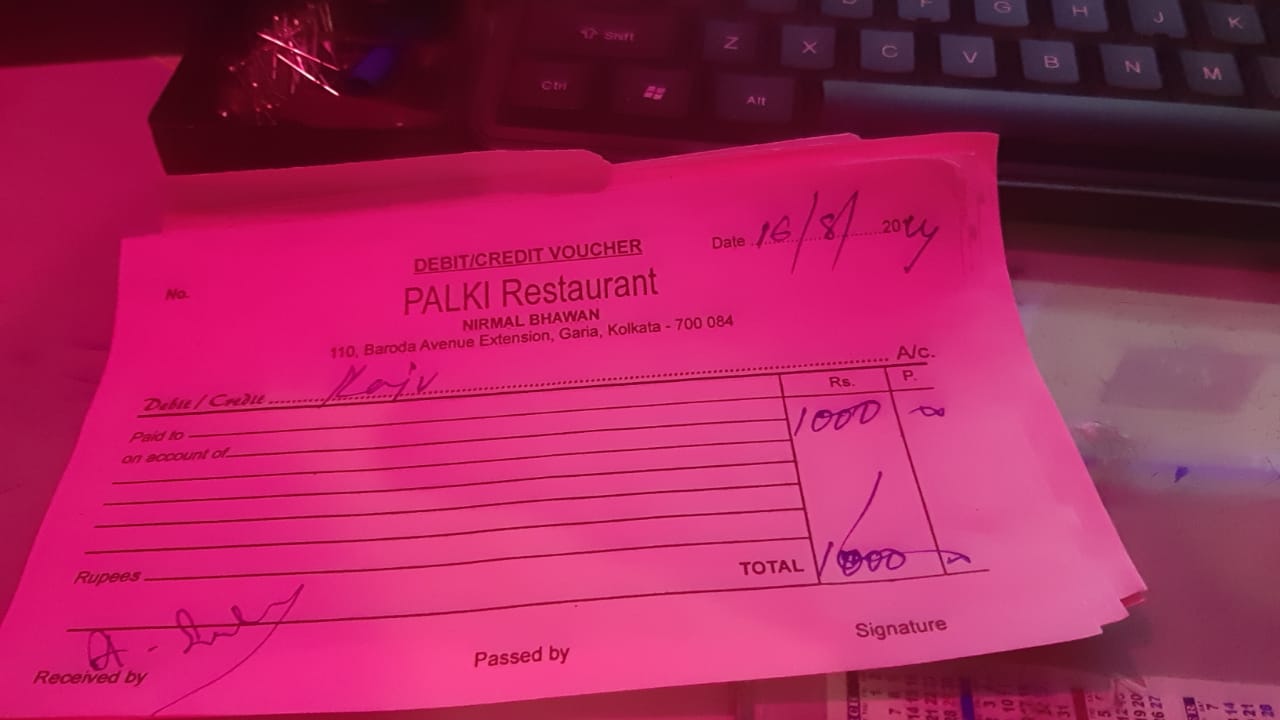 Shift Z X C V B N M
Ctrl Alt
G H J K
DEBIT/CREDIT VOUCHER
Date 16/8/ 2024
No.
PALKI Restaurant
NIRMAL BHAWAN
110, Baroda Avenue Extension, Garia, Kolkata - 700 084
Debit / Credit Rajv A/c.
Rs. P.
Paid to 1000
on account of
Rupees TOTAL 1000
Received by Passed by Signature